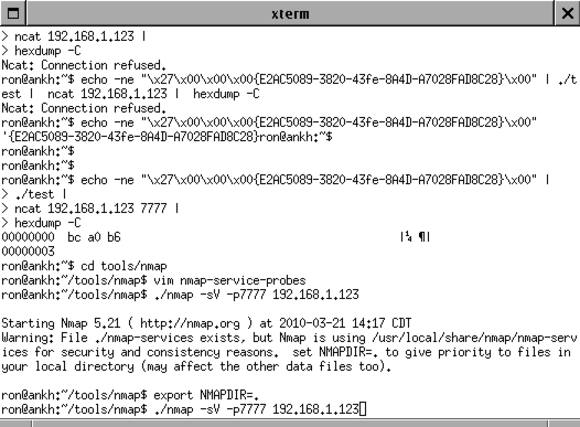 xterm
> ncat 192.168.1.123 |
> hexdump -C
Ncat: Connection refused.
ron@ankh:~$ echo -ne "\x27\x00\x00\x00{E2AC5089-3820-43fe-8A4D-A7028FAD8C28}\x00" | ./t
est |  ncat 192.168.1.123 |  hexdump -C
Ncat: Connection refused.
ron@ankh:~$ echo -ne "\x27\x00\x00\x00{E2AC5089-3820-43fe-8A4D-A7028FAD8C28}\x00"
'{E2AC5089-3820-43fe-8A4D-A7028FAD8C28}ron@ankh:~$
ron@ankh:~$
ron@ankh:~$
ron@ankh:~$ echo -ne "\x27\x00\x00\x00{E2AC5089-3820-43fe-8A4D-A7028FAD8C28}\x00" |
> ./test |
> ncat 192.168.1.123 7777 |
> hexdump -C
00000000  bc a0 b6                                          |¼ ¶|
00000003
ron@ankh:~$ cd tools/nmap
ron@ankh:~/tools/nmap$ vim nmap-service-probes
ron@ankh:~/tools/nmap$ ./nmap -sV -p7777 192.168.1.123
Starting Nmap 5.21 ( http://nmap.org ) at 2010-03-21 14:17 CDT
Warning: File ./nmap-services exists, but Nmap is using /usr/local/share/nmap/nmap-serv
ices for security and consistency reasons.  set NMAPDIR=. to give priority to files in
your local directory (may affect the other data files too).
ron@ankh:~/tools/nmap$ export NMAPDIR=.
ron@ankh:~/tools/nmap$ ./nmap -sV -p7777 192.168.1.123